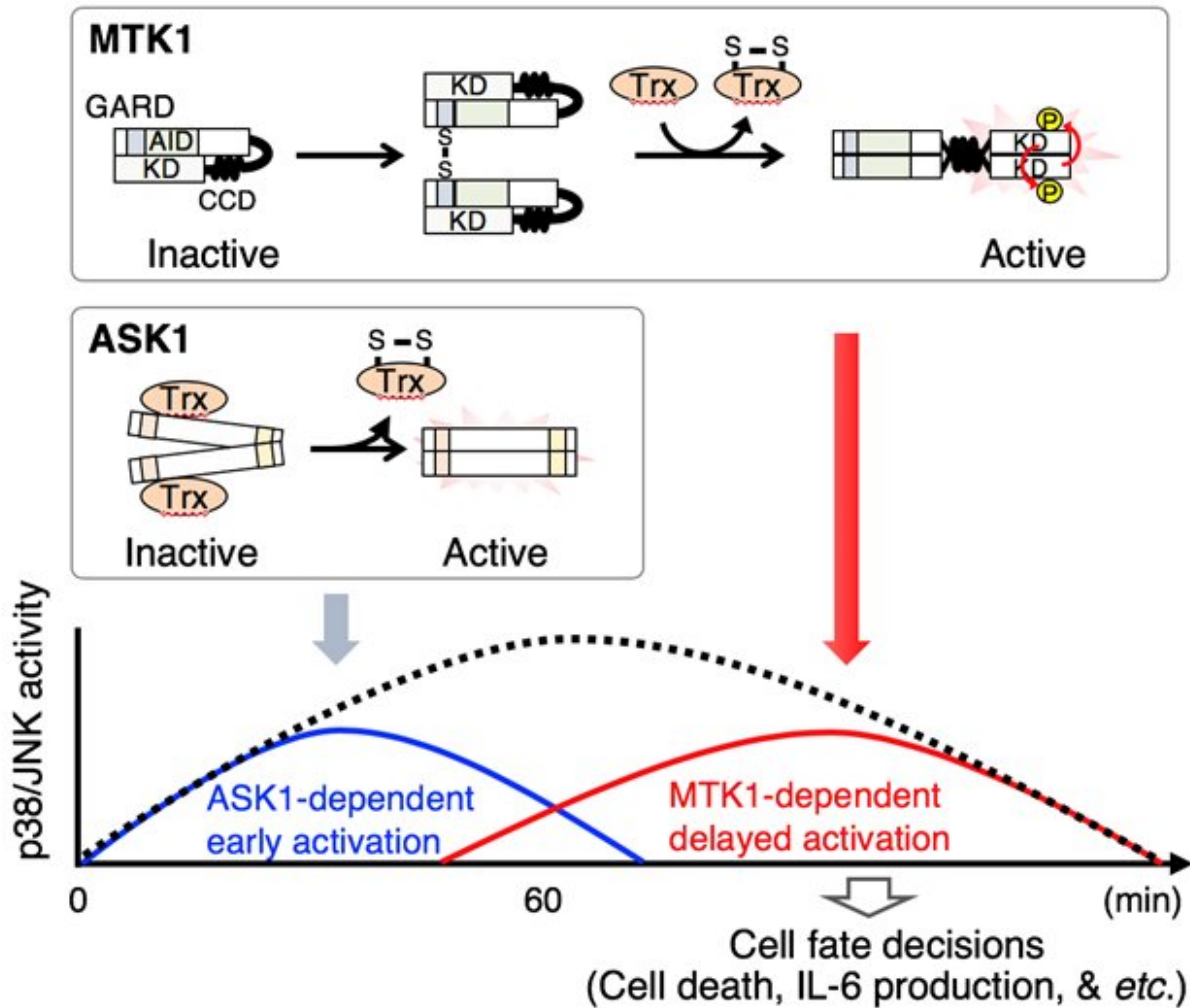 MTK1
GARD
AID
KD
CCD
Inactive
KD
S
S
KD
Trx
S - S
Trx
P
KD
KD
P
Active
ASK1
Trx
Trx
Inactive
S - S
Trx
Active
p38/JNK activity
ASK1-dependent
early activation
MTK1-dependent
delayed activation
0
60
(min)
Cell fate decisions
(Cell death, IL-6 production, & etc.)